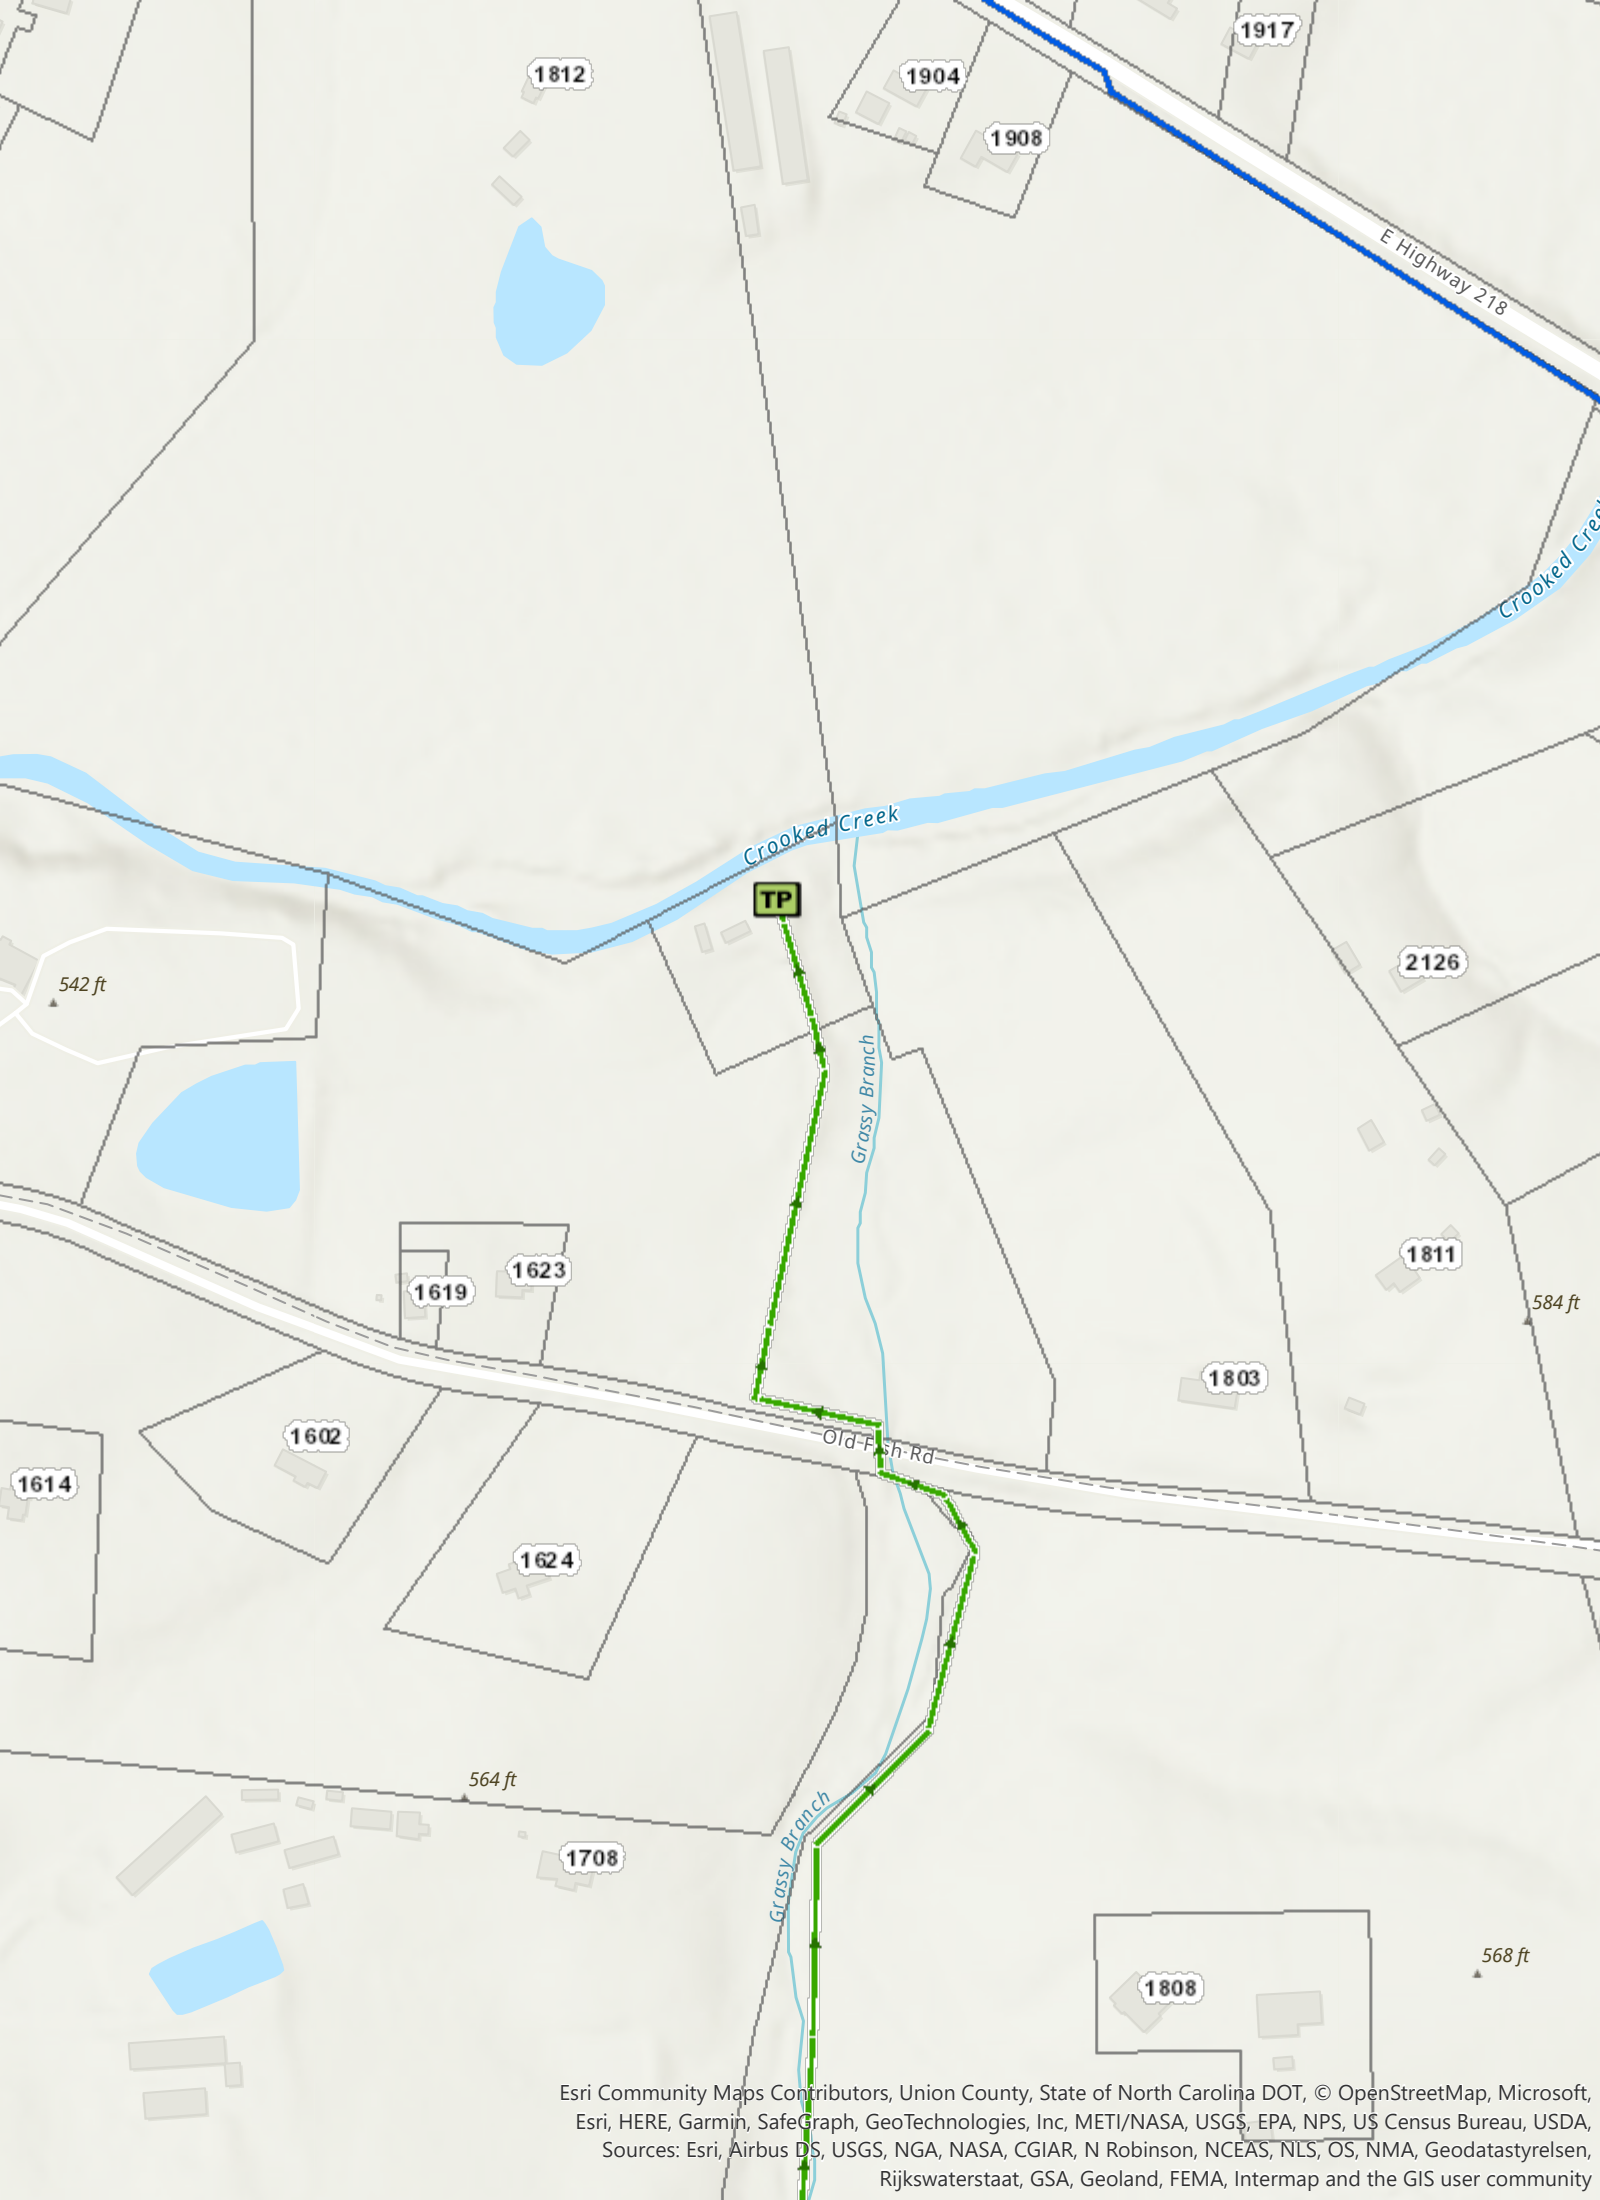 1917
1812
1904
1908
E Highway 218
Crooked Creek
Crooked Creek
TP
2126
542 ft
Grassy Branch
1811
1623
1619
584 ft
1803
1602
Old Fish Rd
1614
1624
564 ft
Grassy Branch
1708
568 ft
1808
Esri Community Maps Contributors, Union County, State of North Carolina DOT, © OpenStreetMap, Microsoft,
Esri, HERE, Garmin, SafeGraph, GeoTechnologies, Inc, METI/NASA, USGS, EPA, NPS, US Census Bureau, USDA,
Sources: Esri, Airbus DS, USGS, NGA, NASA, CGIAR, N Robinson, NCEAS, NLS, OS, NMA, Geodatastyrelsen,
Rijkswaterstaat, GSA, Geoland, FEMA, Intermap and the GIS user community